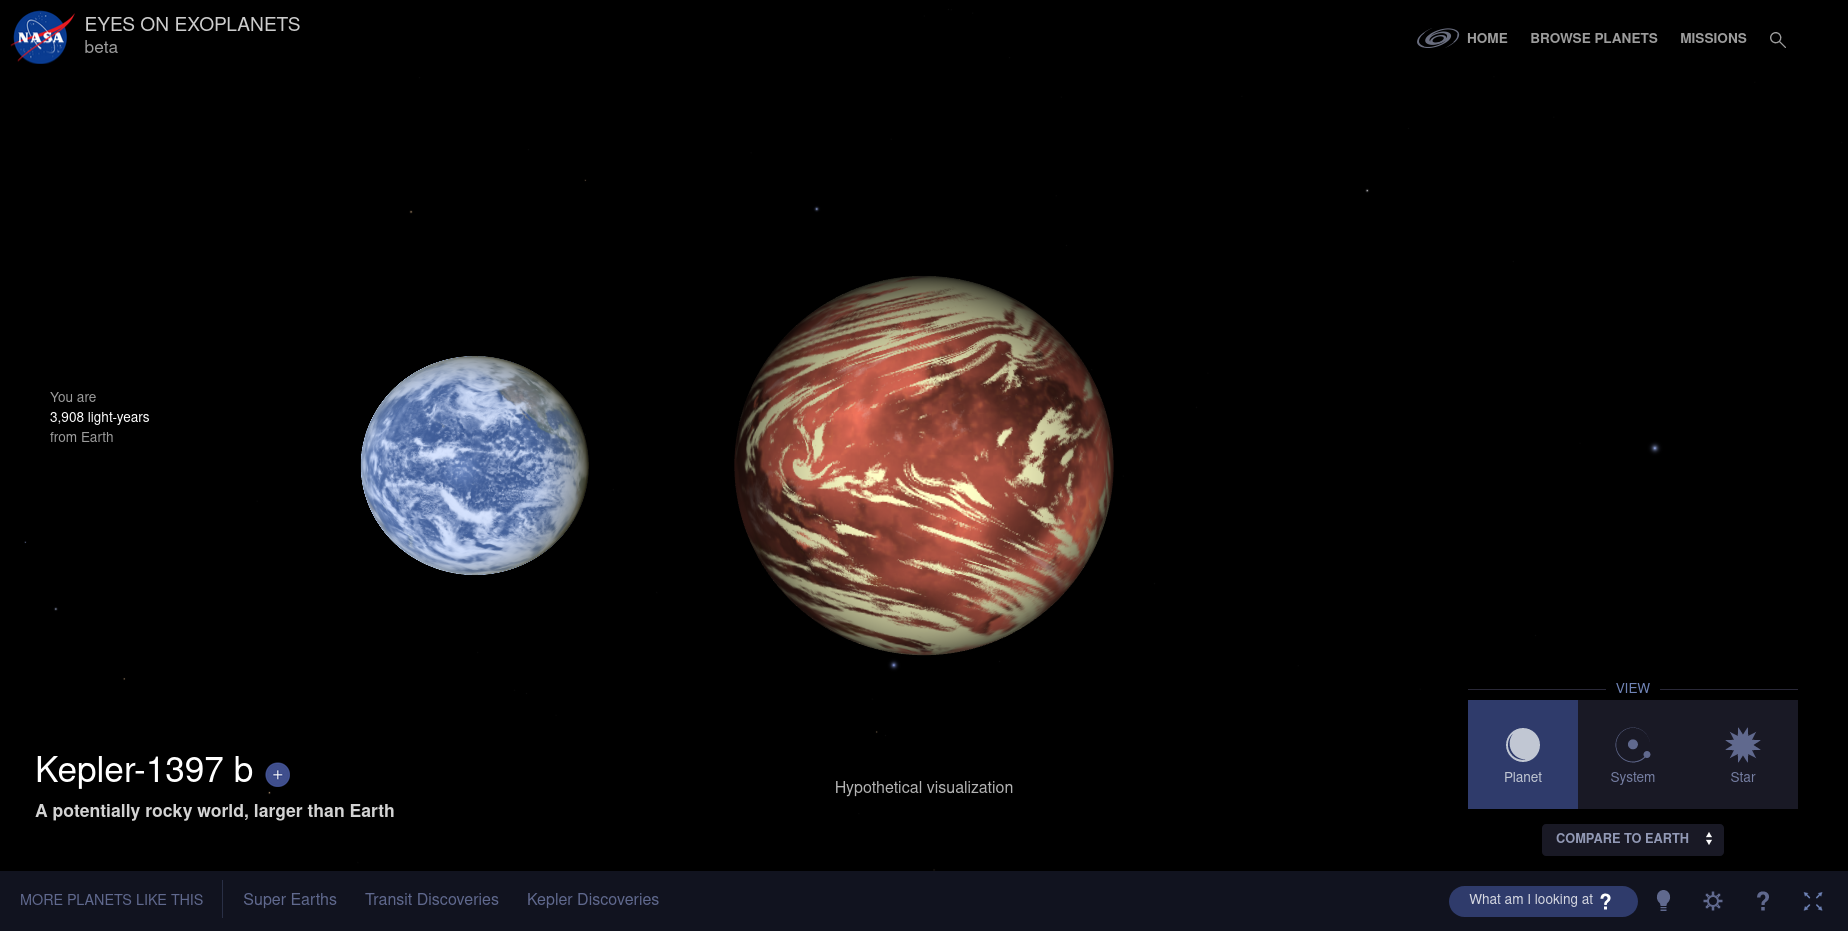 NASA
EYES ON EXOPLANETS
beta
HOME
BROWSE PLANETS
MISSIONS
You are
3,908 light-years
from Earth
Kepler-1397 b +
A potentially rocky world, larger than Earth
Hypothetical visualization
VIEW
Planet
System
Star
COMPARE TO EARTH
MORE PLANETS LIKE THIS
Super Earths
Transit Discoveries
Kepler Discoveries
What am I looking at ?
?